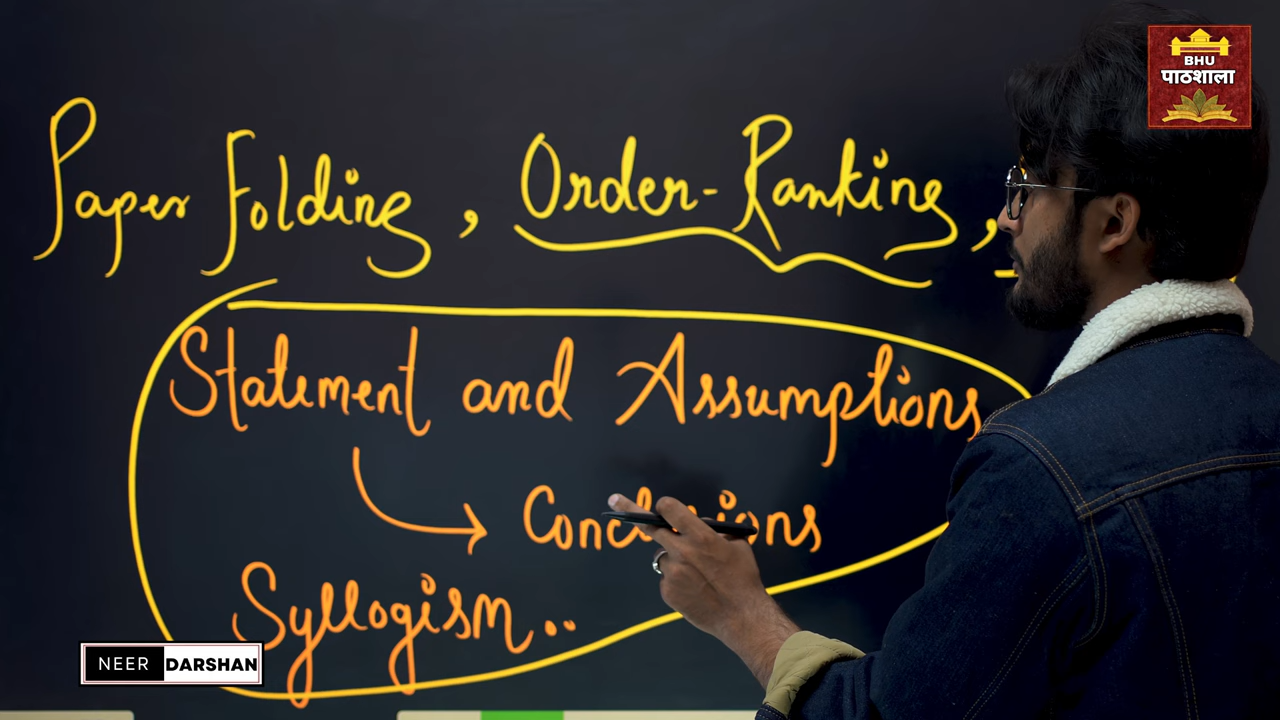 BHU
पाठशाला
Paper Folding, Order-Ranking,
Statement and Assumptions
Conclusions
Syllogism..
NEER DARSHAN